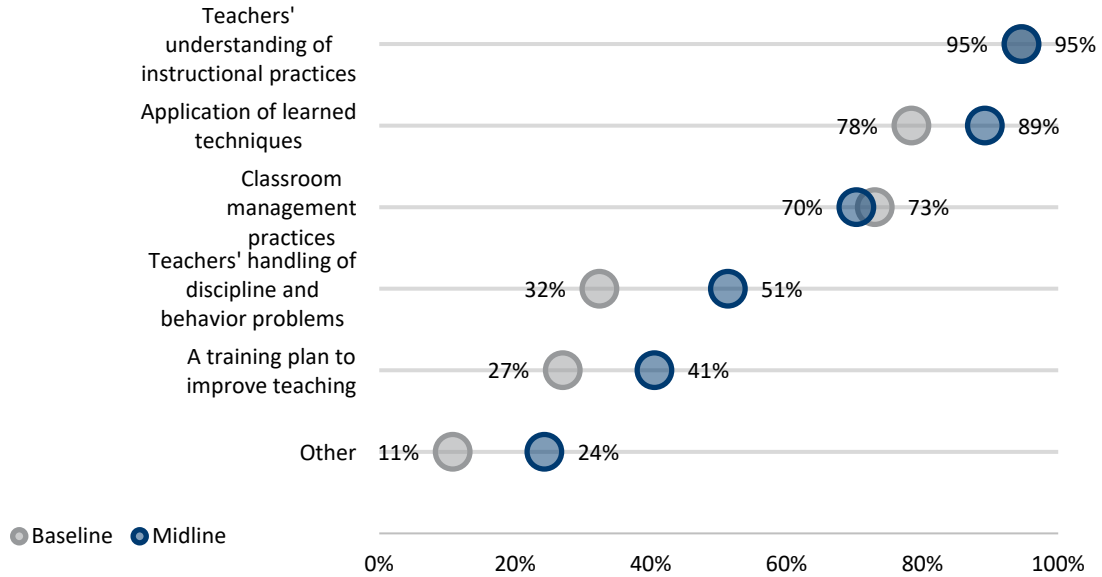 Teachers'
understanding of
instructional practices
95% 95%
Application of learned
techniques
78% 89%
Classroom
management
practices
70% 73%
Teachers' handling of
discipline and
behavior problems
32% 51%
A training plan to
improve teaching
27% 41%
Other
11% 24%
Baseline Midline
0% 20% 40% 60% 80% 100%